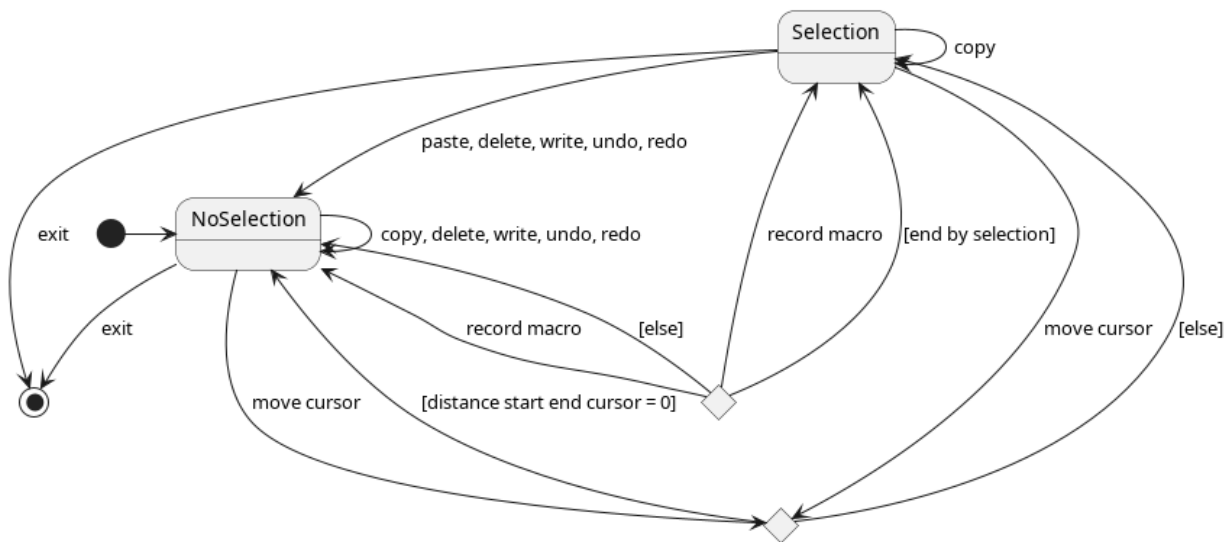 Selection
copy
paste, delete, write, undo, redo
NoSelection
exit
copy, delete, write, undo, redo
record macro
[end by selection]
exit
record macro
[else]
move cursor
[else]
move cursor
[distance start end cursor = 0]